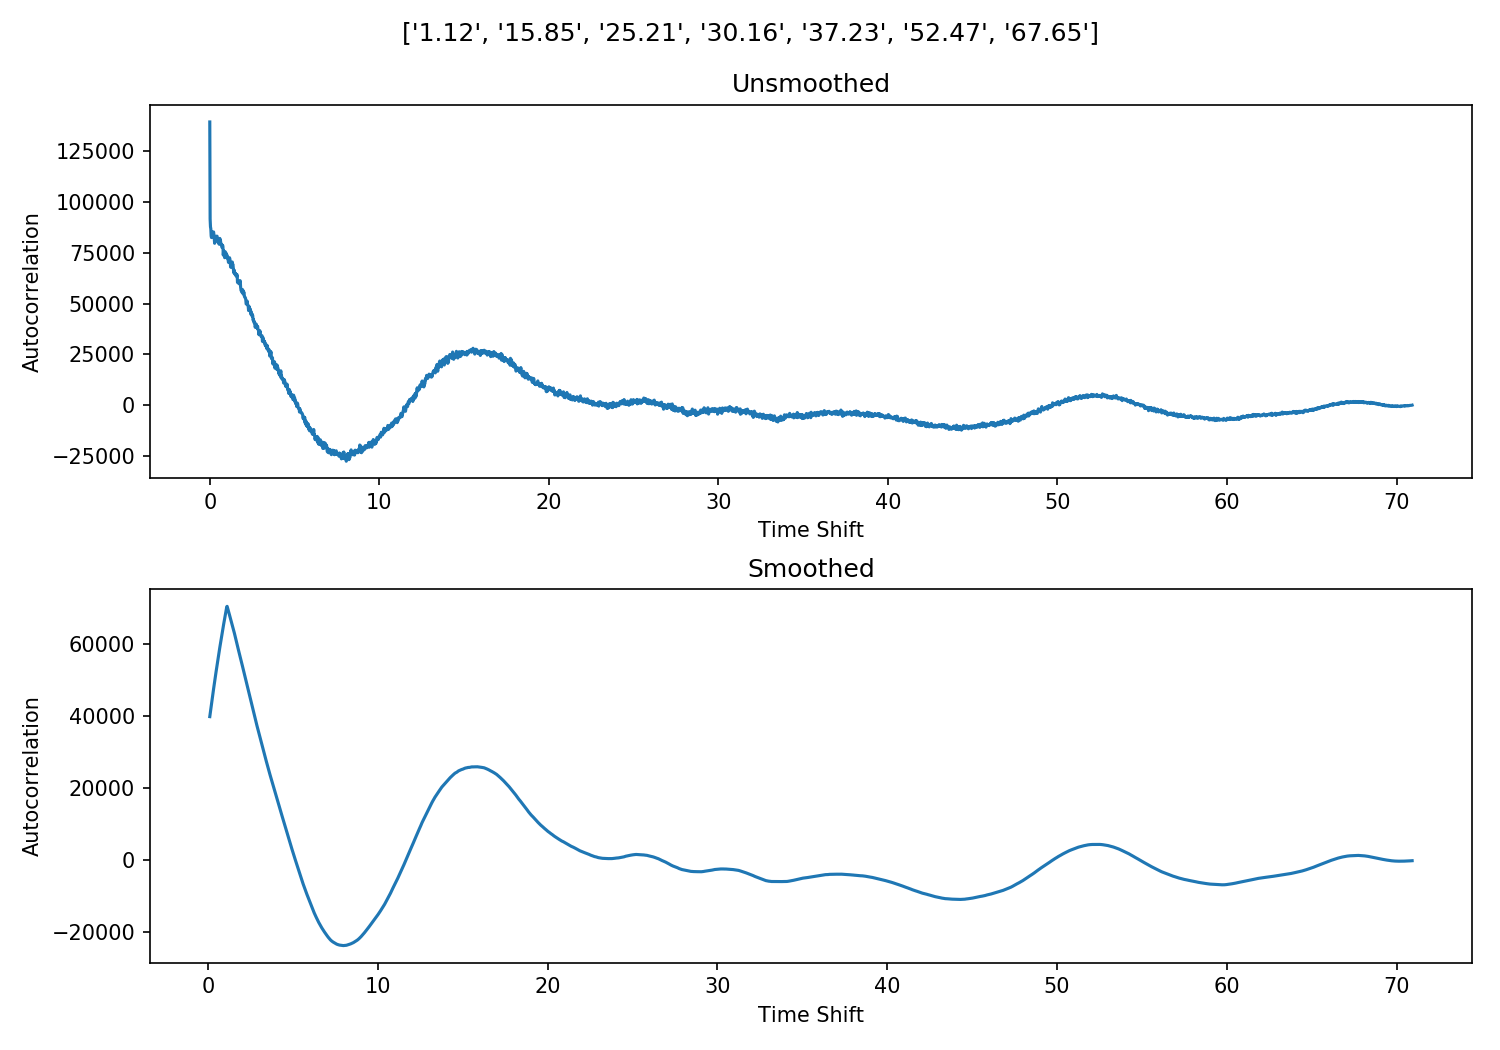 ['1.12', '15.85', '25.21', '30.16', '37.23', '52.47', '67.65']
Unsmoothed
125000
100000
75000
50000
25000
0
−25000
Autocorrelation
0 10 20 30 40 50 60 70
Time Shift
Smoothed
60000
40000
20000
0
−20000
Autocorrelation
0 10 20 30 40 50 60 70
Time Shift